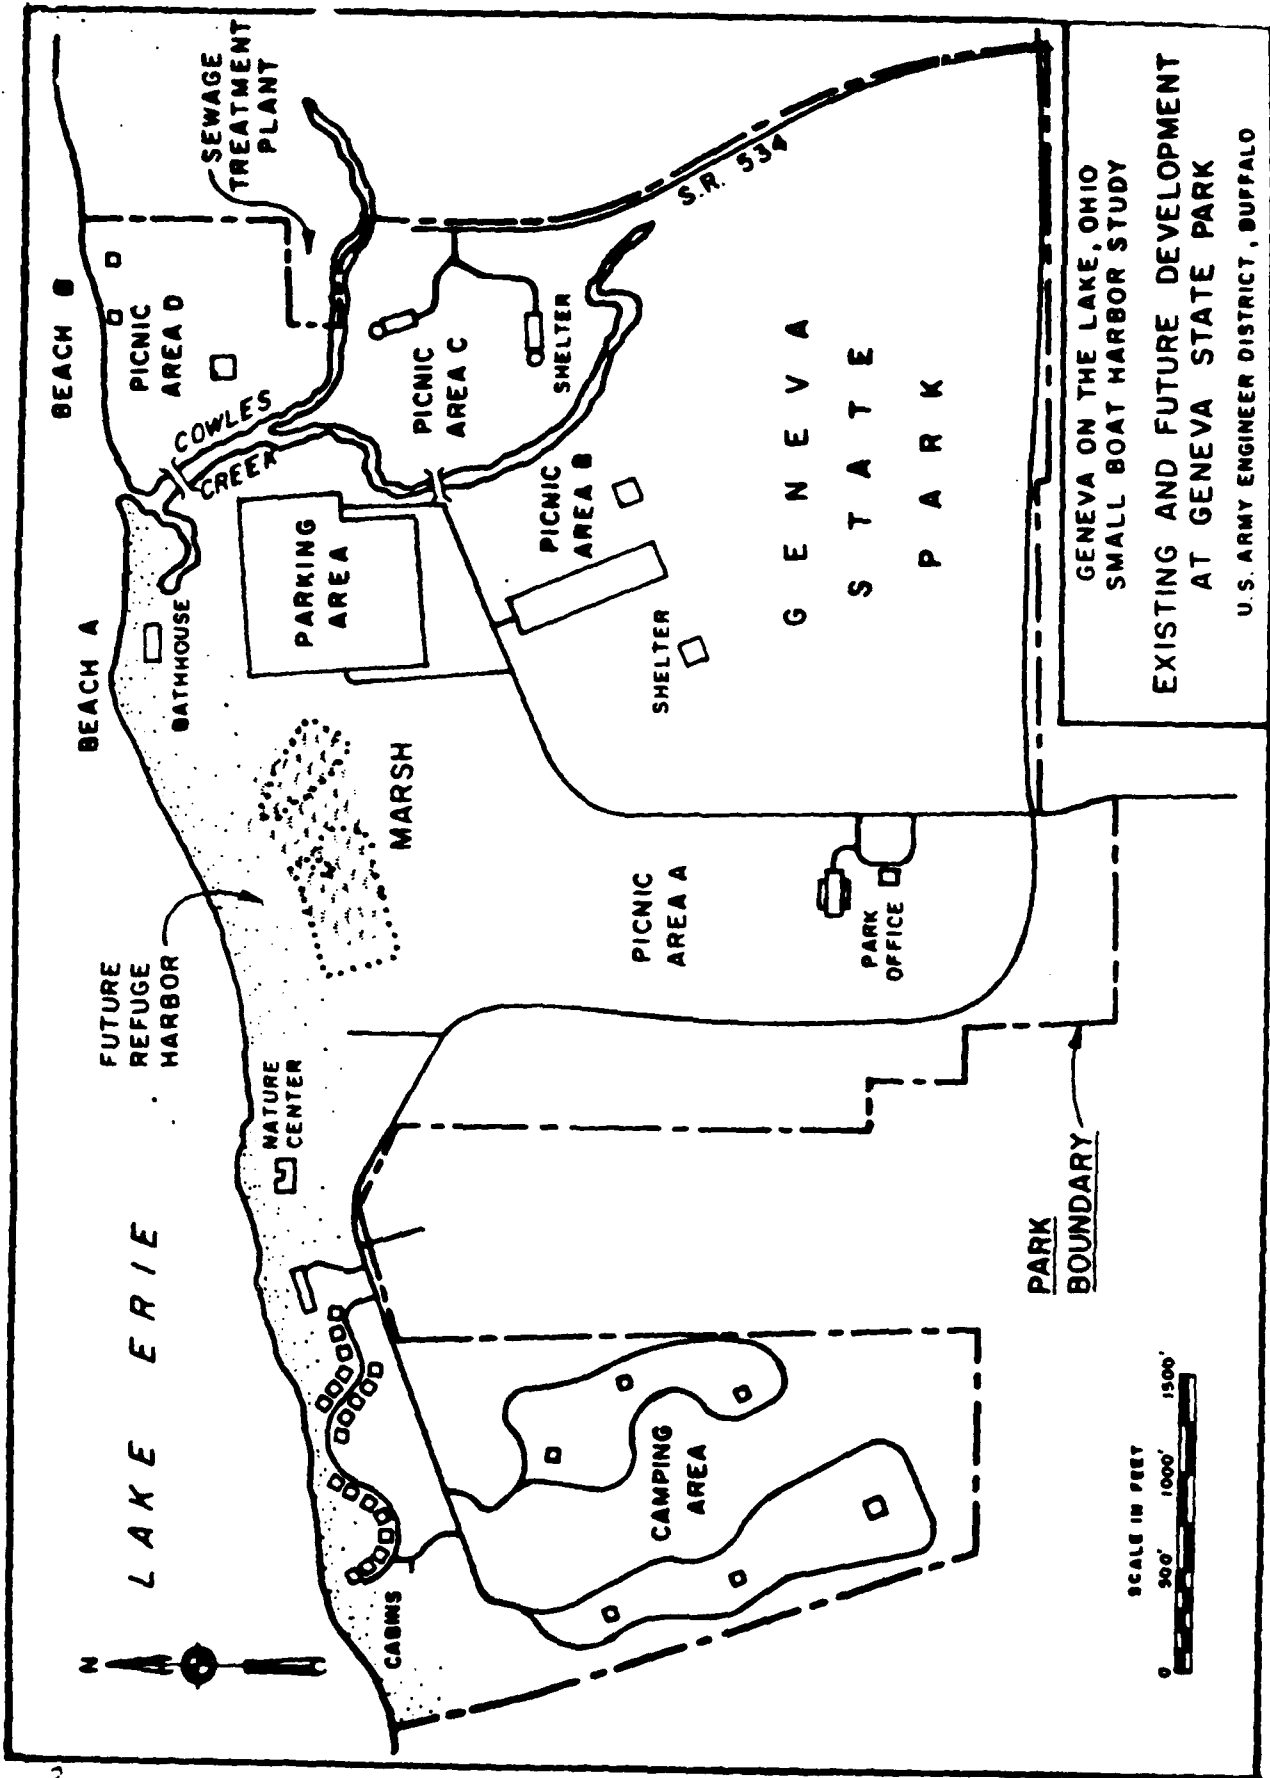 LAKE ERIE
N
FUTURE
REFUGE
HARBOR
BEACH A
BEACH B
SEWAGE
TREATMENT
PLANT
PICNIC
AREA D
COWLES
CREEK
BATHHOUSE
NATURE
CENTER
PARKING
AREA
MARSH
PICNIC
AREA C
SHELTER
CABINS
PICNIC
AREA B
SHELTER
S.R. 534
CAMPING
AREA
PICNIC
AREA A
PARK
OFFICE
GENEVA
STATE
PARK
PARK
BOUNDARY
SCALE IN FEET
0 500' 1000' 1500'
GENEVA ON THE LAKE, OHIO
SMALL BOAT HARBOR STUDY
EXISTING AND FUTURE DEVELOPMENT
AT GENEVA STATE PARK
U.S. ARMY ENGINEER DISTRICT, BUFFALO